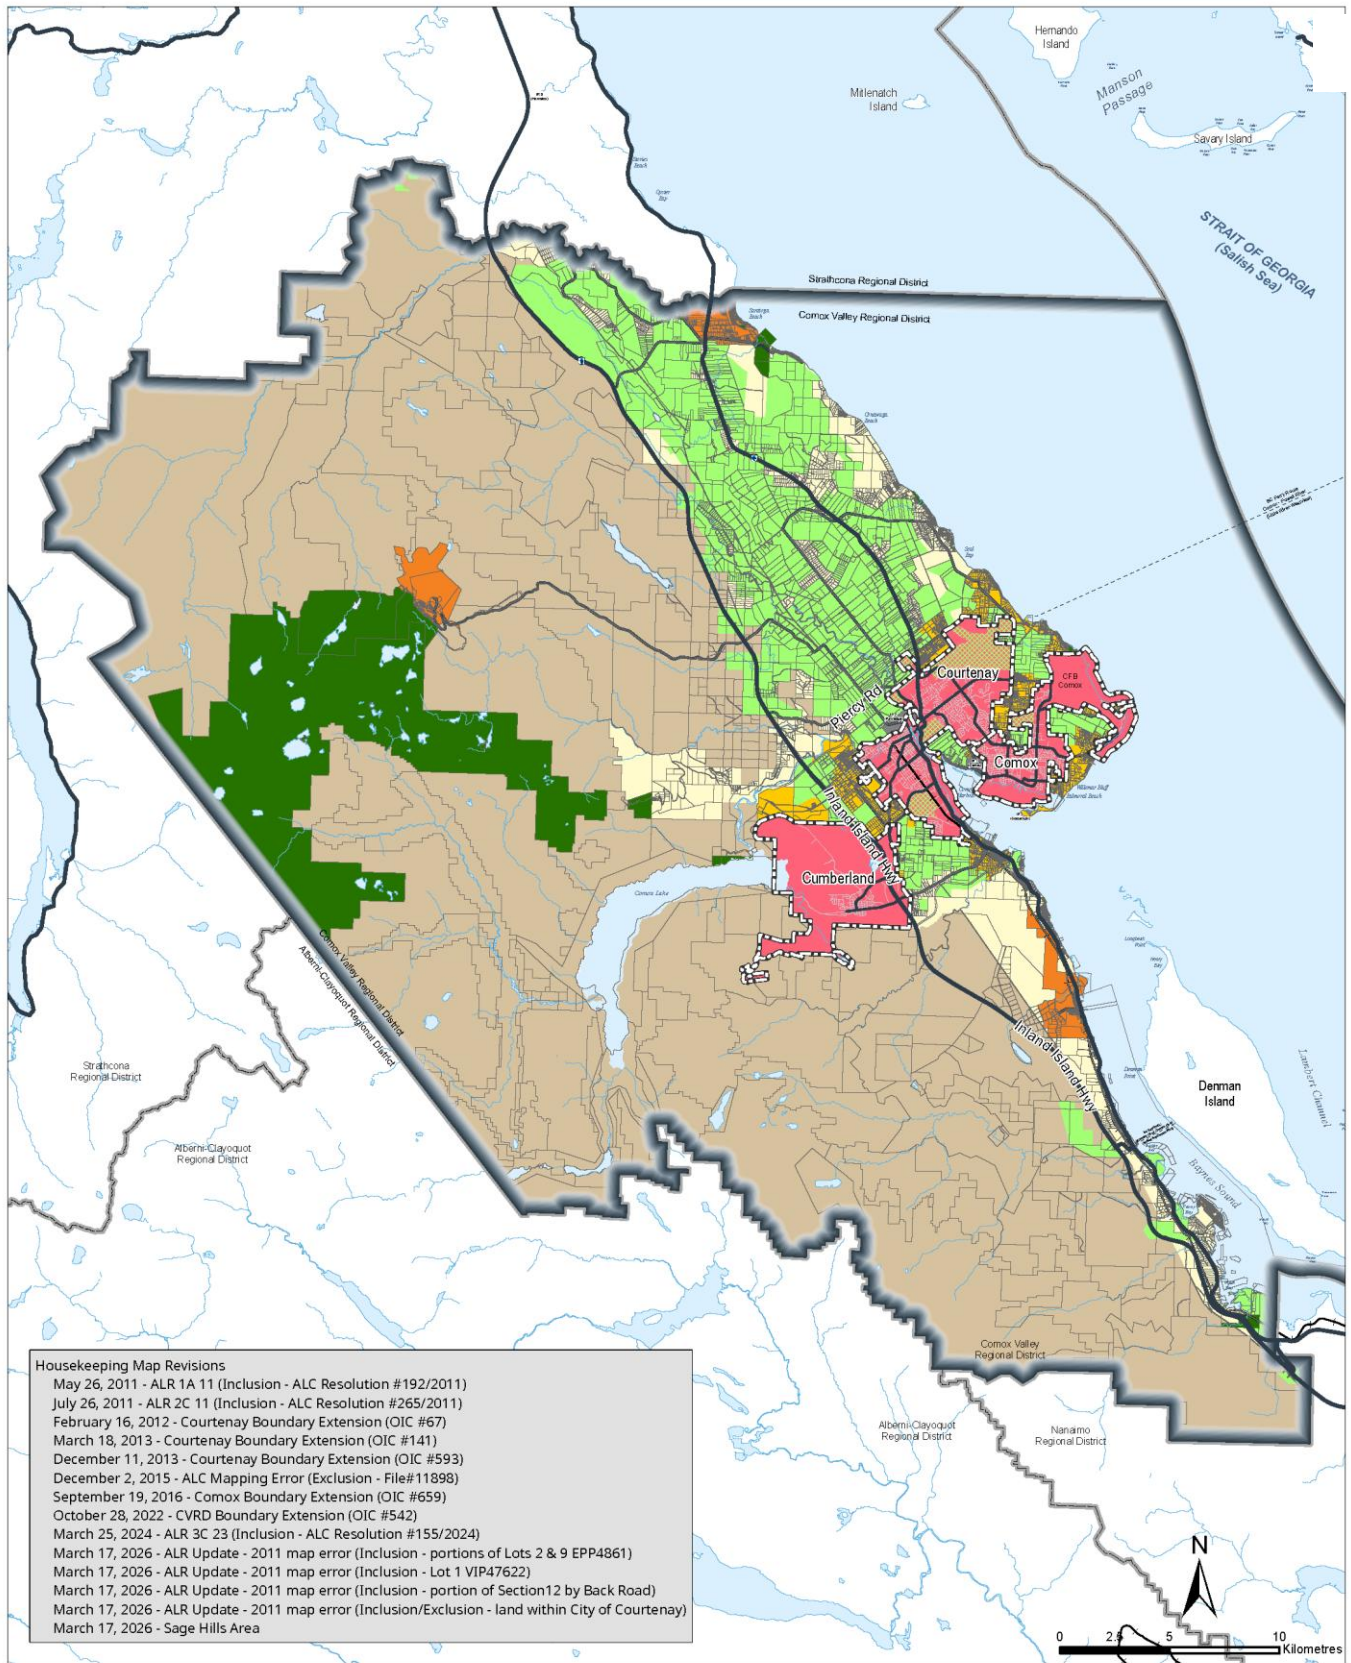 Hernando
Island
Manson
Passage
Mitlenatch
Island
Savary Island
STRAIT OF GEORGIA
(Salish Sea)
Strathcona Regional District
Comox Valley Regional District
Courtenay
CFB
Comox
Piercy Rd
Comox
Inland Island Hwy
Cumberland
Comox Lake
Comox Valley Regional District
Alberni-Clayoquot Regional District
Strathcona
Regional District
Alberni-Clayoquot
Regional District
Inland Island Hwy
Denman
Island
Lambert Channel
Baynes Sound
Comox Valley
Regional District
Alberni-Clayoquot
Regional District
Nanaimo
Regional District
Housekeeping Map Revisions
May 26, 2011 - ALR 1A 11 (Inclusion - ALC Resolution #192/2011)
July 26, 2011 - ALR 2C 11 (Inclusion - ALC Resolution #265/2011)
February 16, 2012 - Courtenay Boundary Extension (OIC #67)
March 18, 2013 - Courtenay Boundary Extension (OIC #141)
December 11, 2013 - Courtenay Boundary Extension (OIC #593)
December 2, 2015 - ALC Mapping Error (Exclusion - File#11898)
September 19, 2016 - Comox Boundary Extension (OIC #659)
October 28, 2022 - CVRD Boundary Extension (OIC #542)
March 25, 2024 - ALR 3C 23 (Inclusion - ALC Resolution #155/2024)
March 17, 2026 - ALR Update - 2011 map error (Inclusion - portions of Lots 2 & 9 EPP4861)
March 17, 2026 - ALR Update - 2011 map error (Inclusion - Lot 1 VIP47622)
March 17, 2026 - ALR Update - 2011 map error (Inclusion - portion of Section12 by Back Road)
March 17, 2026 - ALR Update - 2011 map error (Inclusion/Exclusion - land within City of Courtenay)
March 17, 2026 - Sage Hills Area
N
0 2.5 5 10
Kilometres